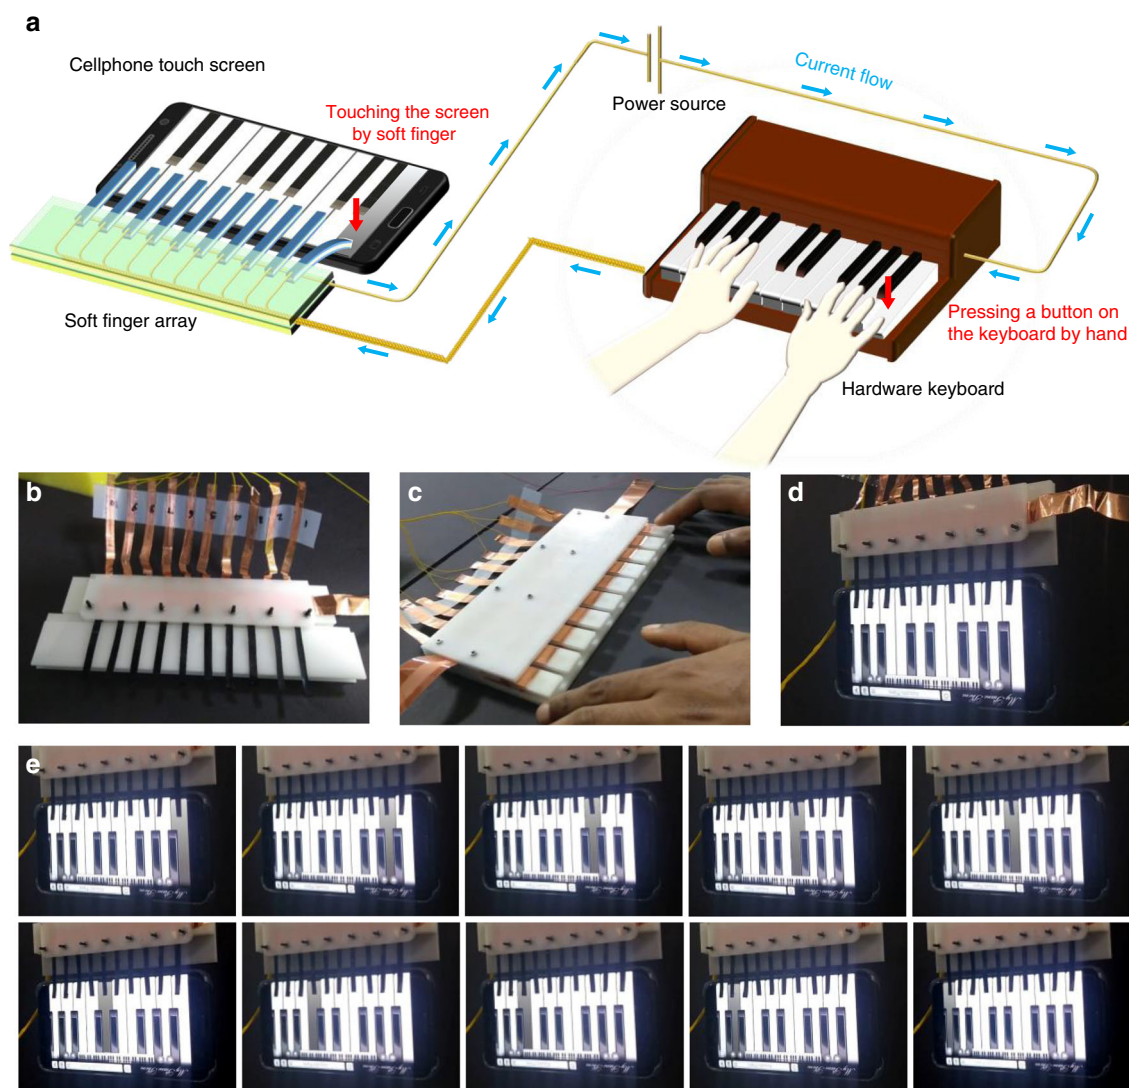 a
Cellphone touch screen
Touching the screen
by soft finger
Power source
Current flow
Soft finger array
Pressing a button on
the keyboard by hand
Hardware keyboard
b
c
d
e